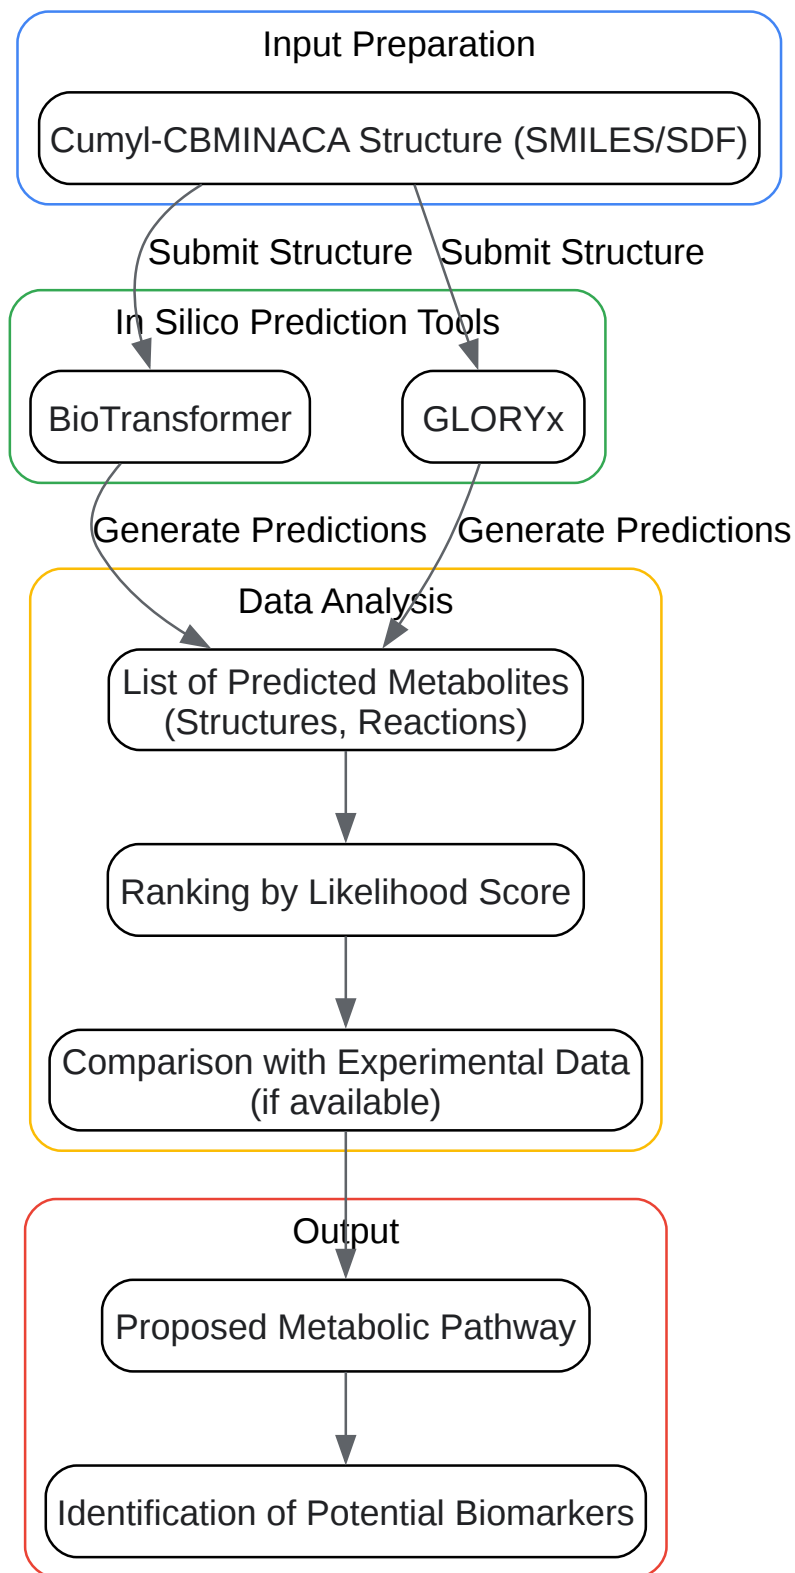 Input Preparation
Cumyl-CBMINACA Structure (SMILES/SDF)
Submit Structure
Submit Structure
In Silico Prediction Tools
BioTransformer
GLORYx
Generate Predictions
Generate Predictions
Data Analysis
List of Predicted Metabolites
(Structures, Reactions)
Ranking by Likelihood Score
Comparison with Experimental Data
(if available)
Output
Proposed Metabolic Pathway
Identification of Potential Biomarkers